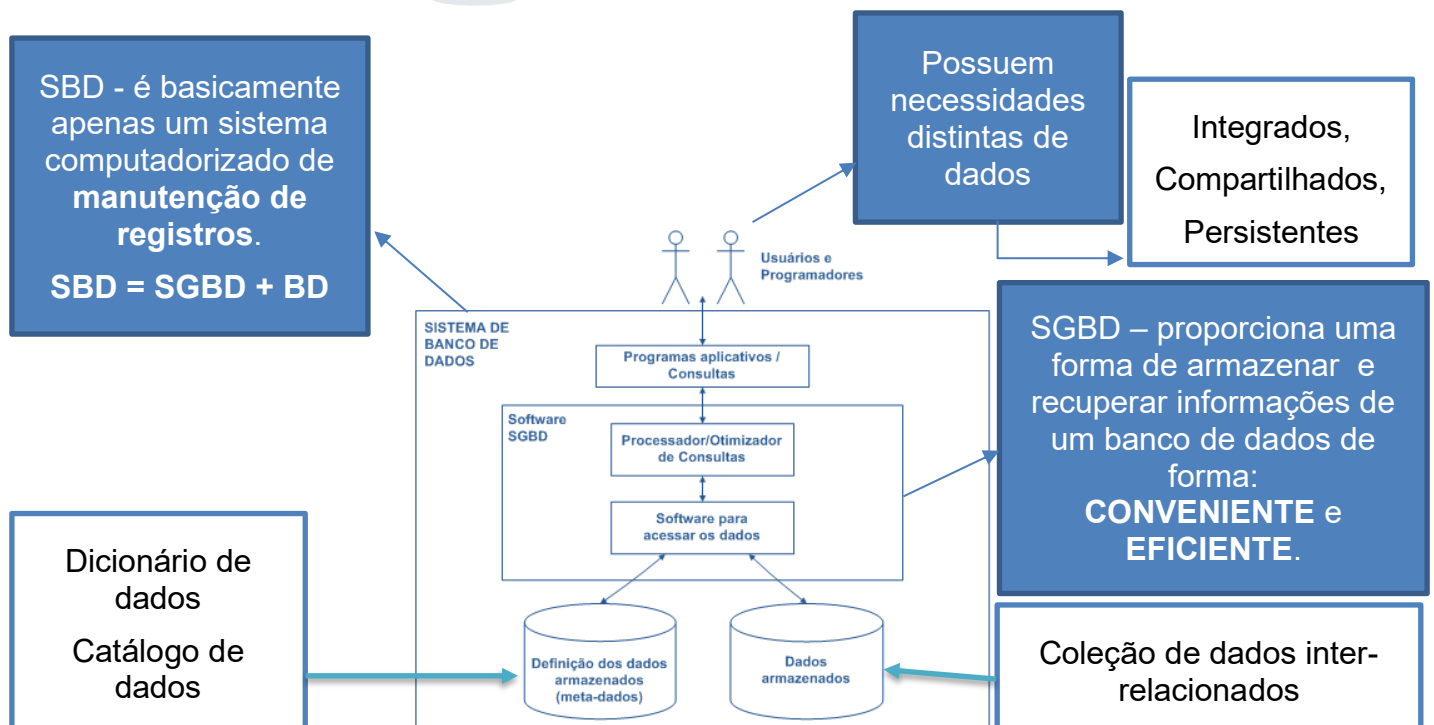 SBD - é basicamente
apenas um sistema
computadorizado de
manutenção de
registros.
SBD = SGBD + BD
Possuem
necessidades
distintas de
dados
Integrados,
Compartilhados,
Persistentes
Usuários e
Programadores
SISTEMA DE
BANCO DE
DADOS
Programas aplicativos /
Consultas
Software
SGBD
Processador/Otimizador
de Consultas
Software para
acessar os dados
SGBD – proporciona uma
forma de armazenar e
recuperar informações de
um banco de dados de
forma:
CONVENIENTE e
EFICIENTE.
Dicionário de
dados
Catálogo de
dados
Definição dos dados
armazenados
(meta-dados)
Dados
armazenados
Coleção de dados inter-
relacionados